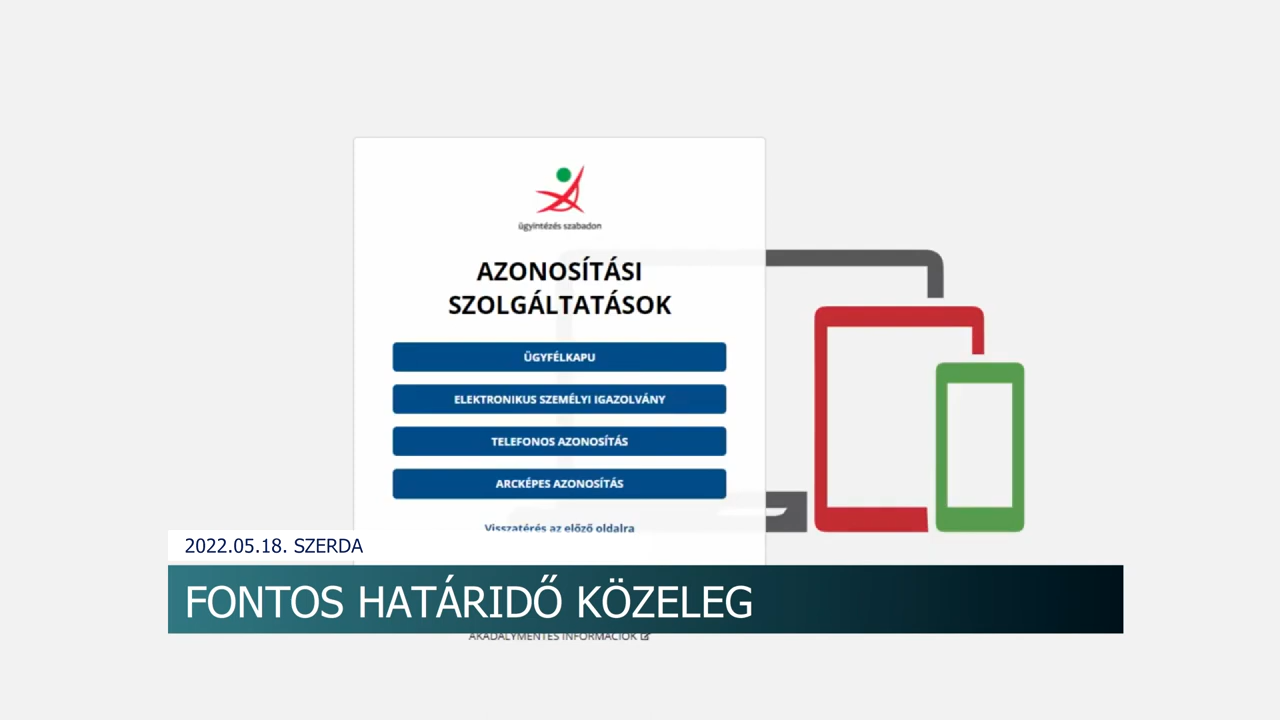 ügyintézés szabadon
AZONOSÍTÁSI
SZOLGÁLTATÁSOK
ÜGYFÉLKAPU
ELEKTRONIKUS SZEMÉLYI IGAZOLVÁNY
TELEFONOS AZONOSÍTÁS
ARCKÉPES AZONOSÍTÁS
Visszatérés az előző oldalra
2022.05.18. SZERDA
FONTOS HATÁRIDŐ KÖZELEG
AKADÁLYMENTES INFORMÁCIÓK